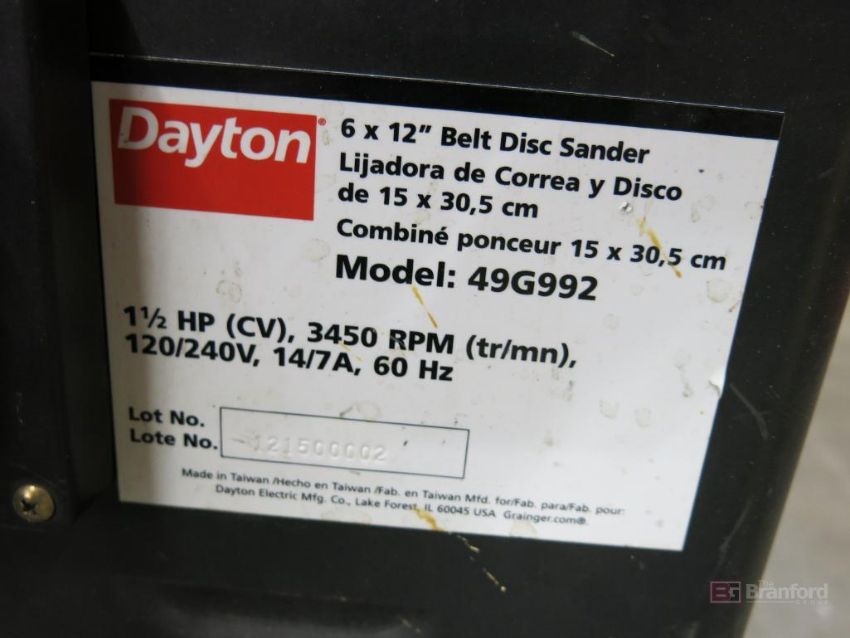 Dayton®
6 x 12" Belt Disc Sander
Lijadora de Correa y Disco
de 15 x 30,5 cm
Combiné ponceur 15 x 30,5 cm
Model: 49G992
1½ HP (CV), 3450 RPM (tr/mn),
120/240V, 14/7A, 60 Hz
Lot No.
Lote No.
-121500002
Made in Taiwan /Hecho en Taiwan /Fab. en Taiwan Mfd. for/Fab. para/Fab. pour:
Dayton Electric Mfg. Co., Lake Forest, IL 60045 USA Grainger.com®.
The
Branford
GROUP